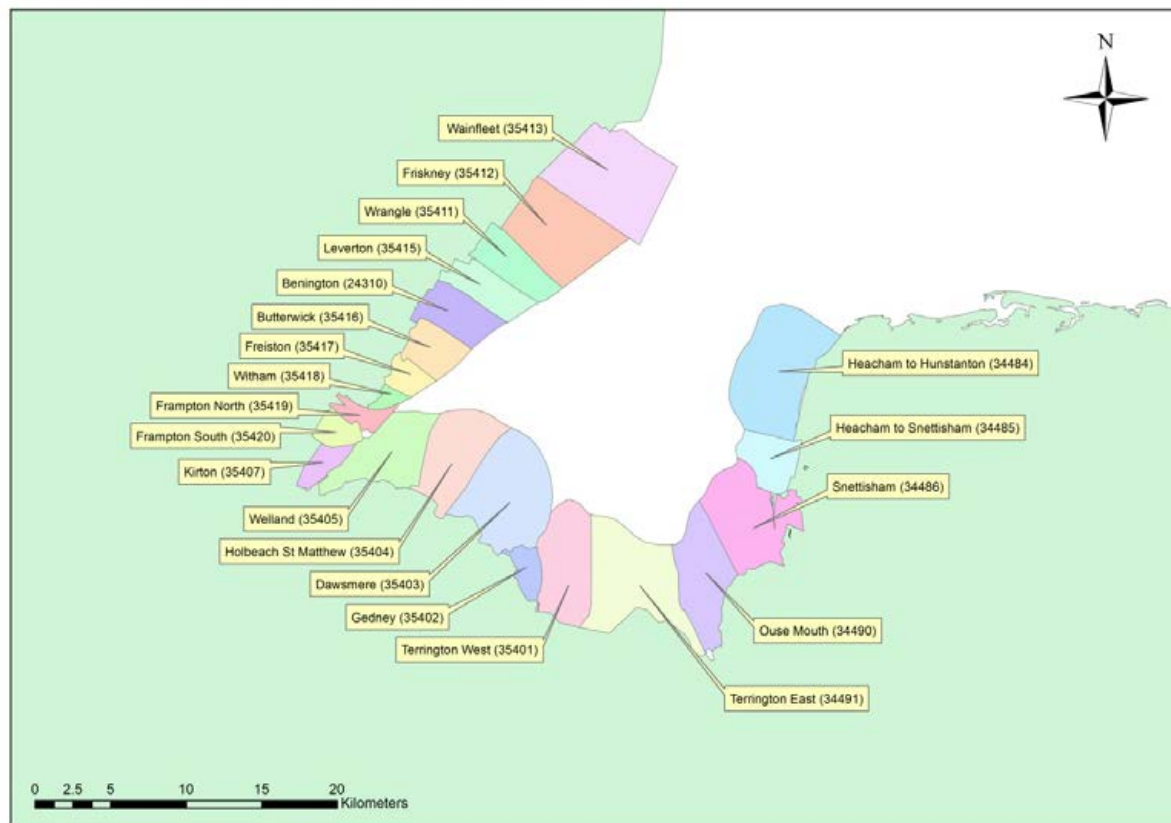 N
Wainfleet (35413)
Friskney (35412)
Wrangle (35411)
Leverton (35415)
Benington (24310)
Butterwick (35416)
Freiston (35417)
Witham (35418)
Frampton North (35419)
Frampton South (35420)
Kirton (35407)
Welland (35405)
Holbeach St Matthew (35404)
Dawsmere (35403)
Gedney (35402)
Terrington West (35401)
Heacham to Hunstanton (34484)
Heacham to Snettisham (34485)
Snettisham (34486)
Ouse Mouth (34490)
Terrington East (34491)
0 2.5 5 10 15 20
Kilometers